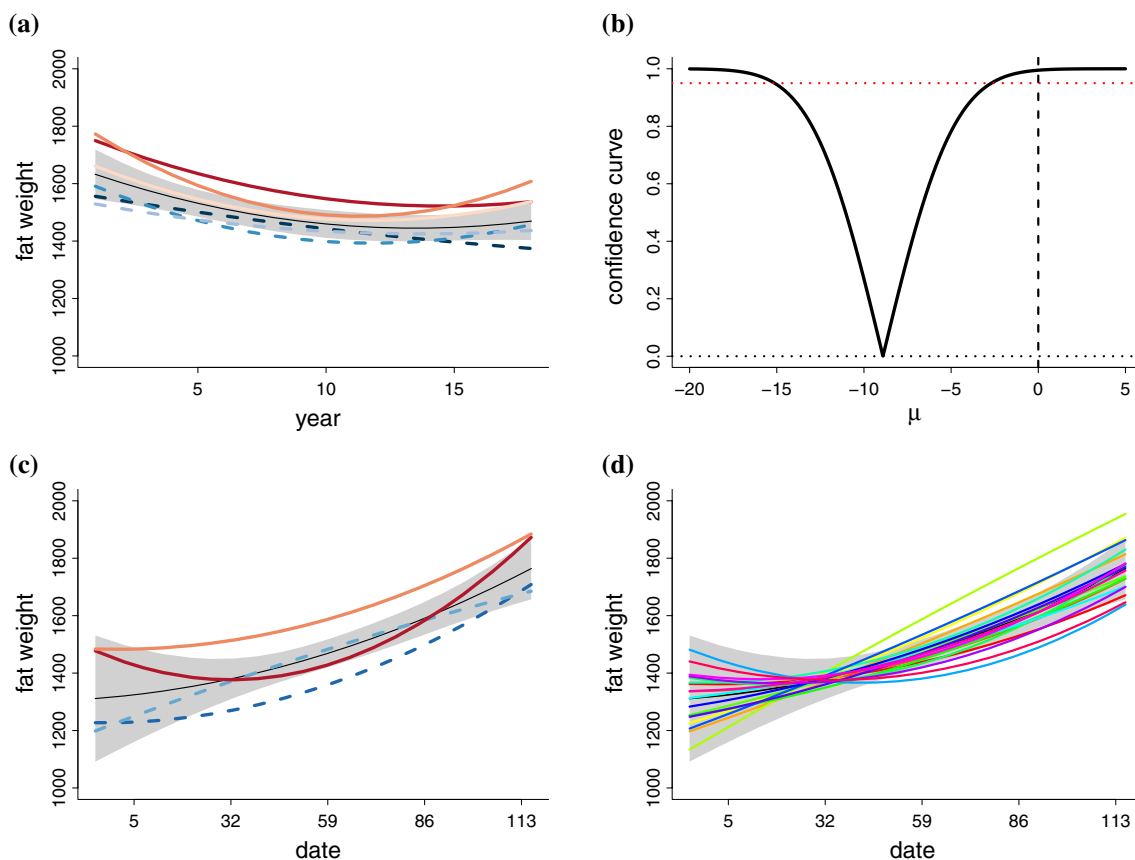 (a)
fat weight
2000
1800
1600
1400
1200
1000
5 10 15
year
(b)
confidence curve
1.0
0.8
0.6
0.4
0.2
0.0
−20 −15 −10 −5 0 5
μ
(c)
fat weight
2000
1800
1600
1400
1200
1000
5 32 59 86 113
date
(d)
fat weight
2000
1800
1600
1400
1200
1000
5 32 59 86 113
date